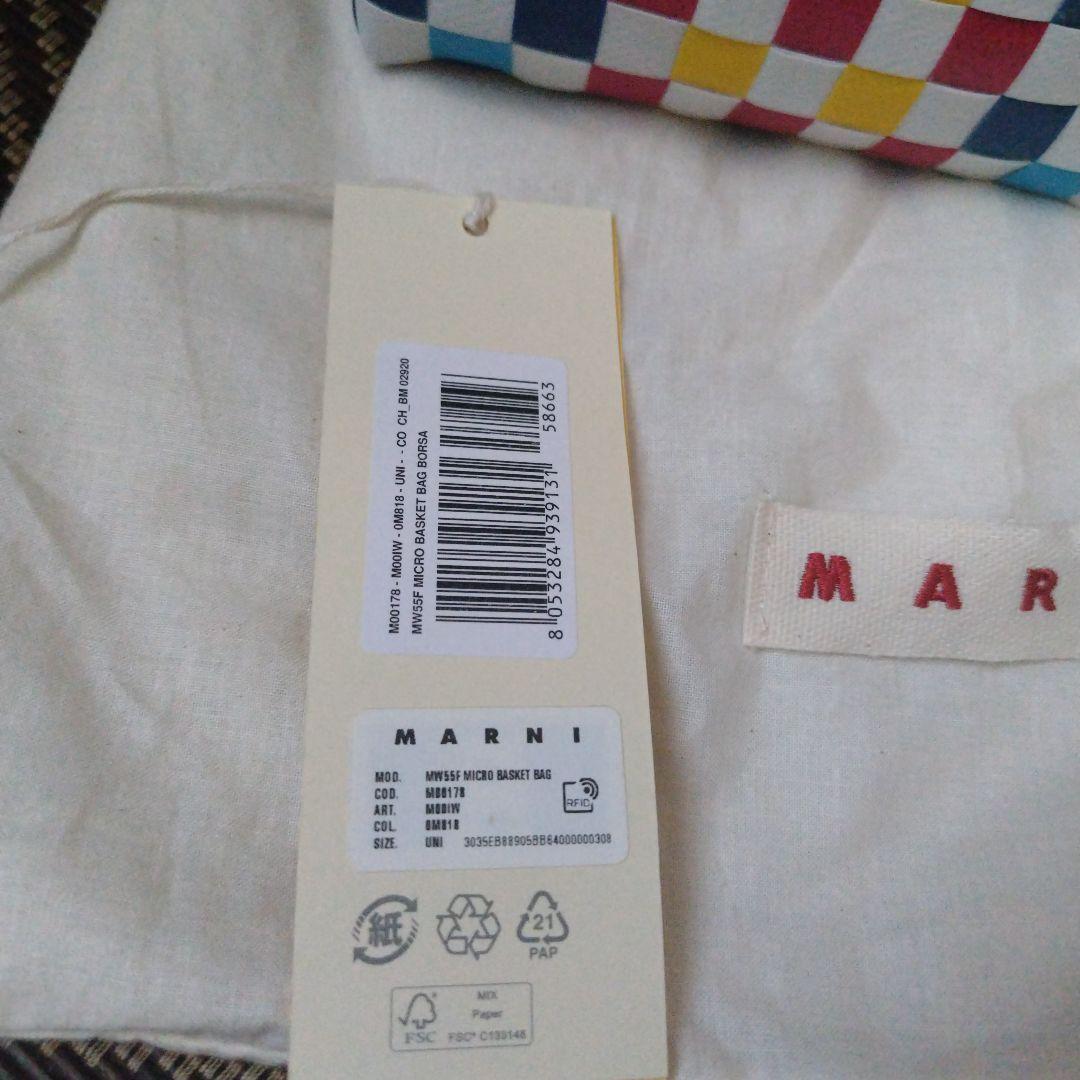 M00178 - M00IW - 0M818 - UNI - - CO CH_BM 02920
MW55F MICRO BASKET BAG BORSA
58663
8 053284 939131
MARNI
MOD. MW55F MICRO BASKET BAG
COD. M00178
ART. M00IW
COL. 0M818
SIZE. UNI 3035EB88905BB64000000308
RFID
紙
21
PAP
FSC
MIX
Paper
FSC® C133146
MAR